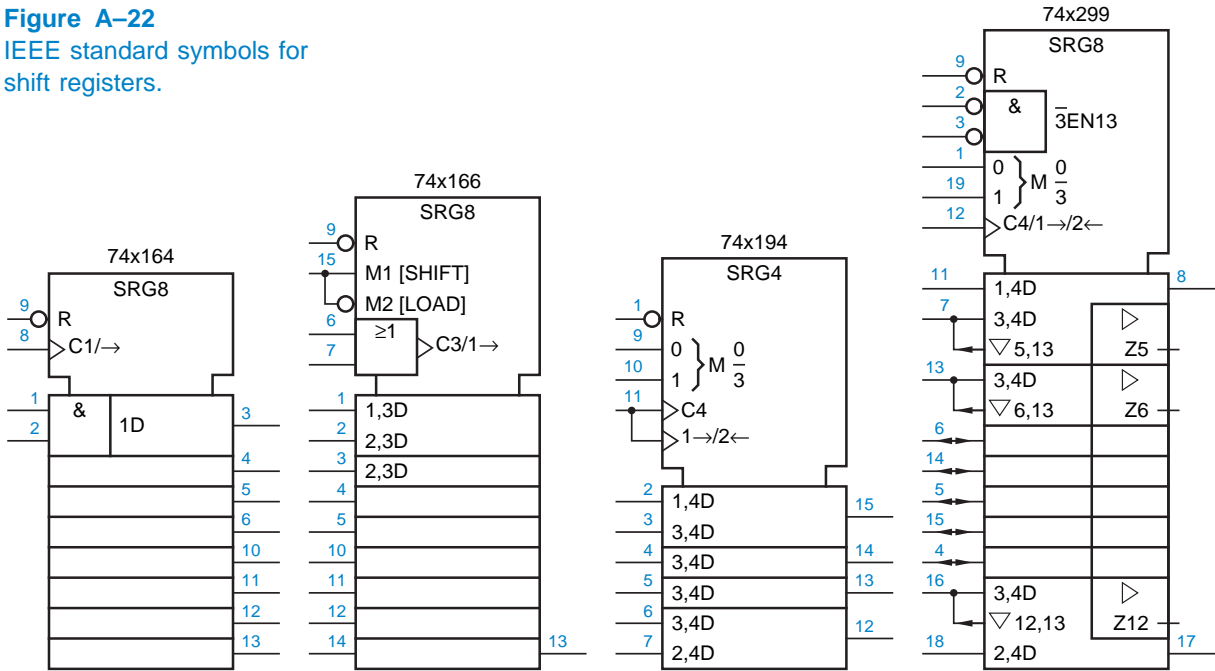 Figure A–22
IEEE standard symbols for
shift registers.
74x164
SRG8
9
R
8
C1/→
1
&
1D
3
2
4
5
6
10
11
12
13
74x166
SRG8
9
R
15
M1 [SHIFT]
M2 [LOAD]
6
≥1
C3/1→
7
1
1,3D
2
2,3D
3
2,3D
4
5
10
11
12
14
13
74x194
SRG4
1
R
9
0
M 0/3
10
1
11
C4
1→/2←
2
1,4D
15
3
3,4D
4
3,4D
14
5
3,4D
13
6
3,4D
12
7
2,4D
74x299
SRG8
9
R
2
&
3̅EN13
3
1
0
M 0/3
19
1
12
C4/1→/2←
11
1,4D
8
7
3,4D
▷
▽ 5,13
Z5
13
3,4D
▷
▽ 6,13
Z6
6
14
5
15
4
16
3,4D
▷
▽ 12,13
Z12
18
2,4D
17